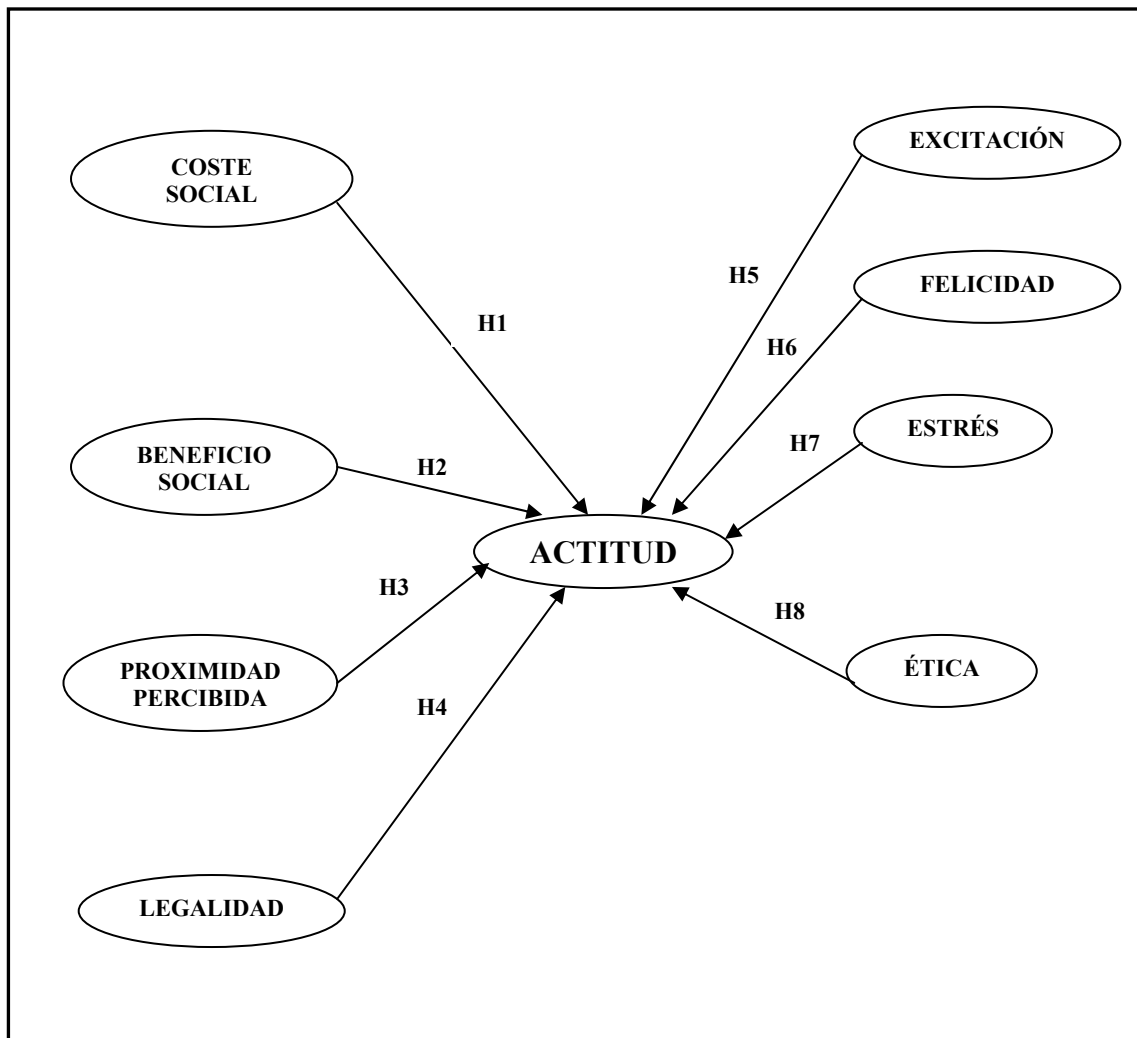 COSTE
SOCIAL
H1
BENEFICIO
SOCIAL
H2
PROXIMIDAD
PERCIBIDA
H3
LEGALIDAD
H4
EXCITACIÓN
H5
FELICIDAD
H6
ESTRÉS
H7
ACTITUD
ÉTICA
H8